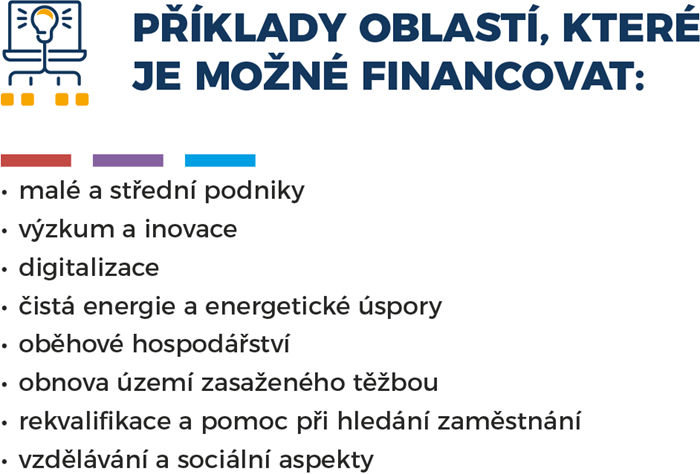 PŘÍKLADY OBLASTÍ, KTERÉ
JE MOŽNÉ FINANCOVAT:
• malé a střední podniky
• výzkum a inovace
• digitalizace
• čistá energie a energetické úspory
• oběhové hospodářství
• obnova území zasaženého těžbou
• rekvalifikace a pomoc při hledání zaměstnání
• vzdělávání a sociální aspekty